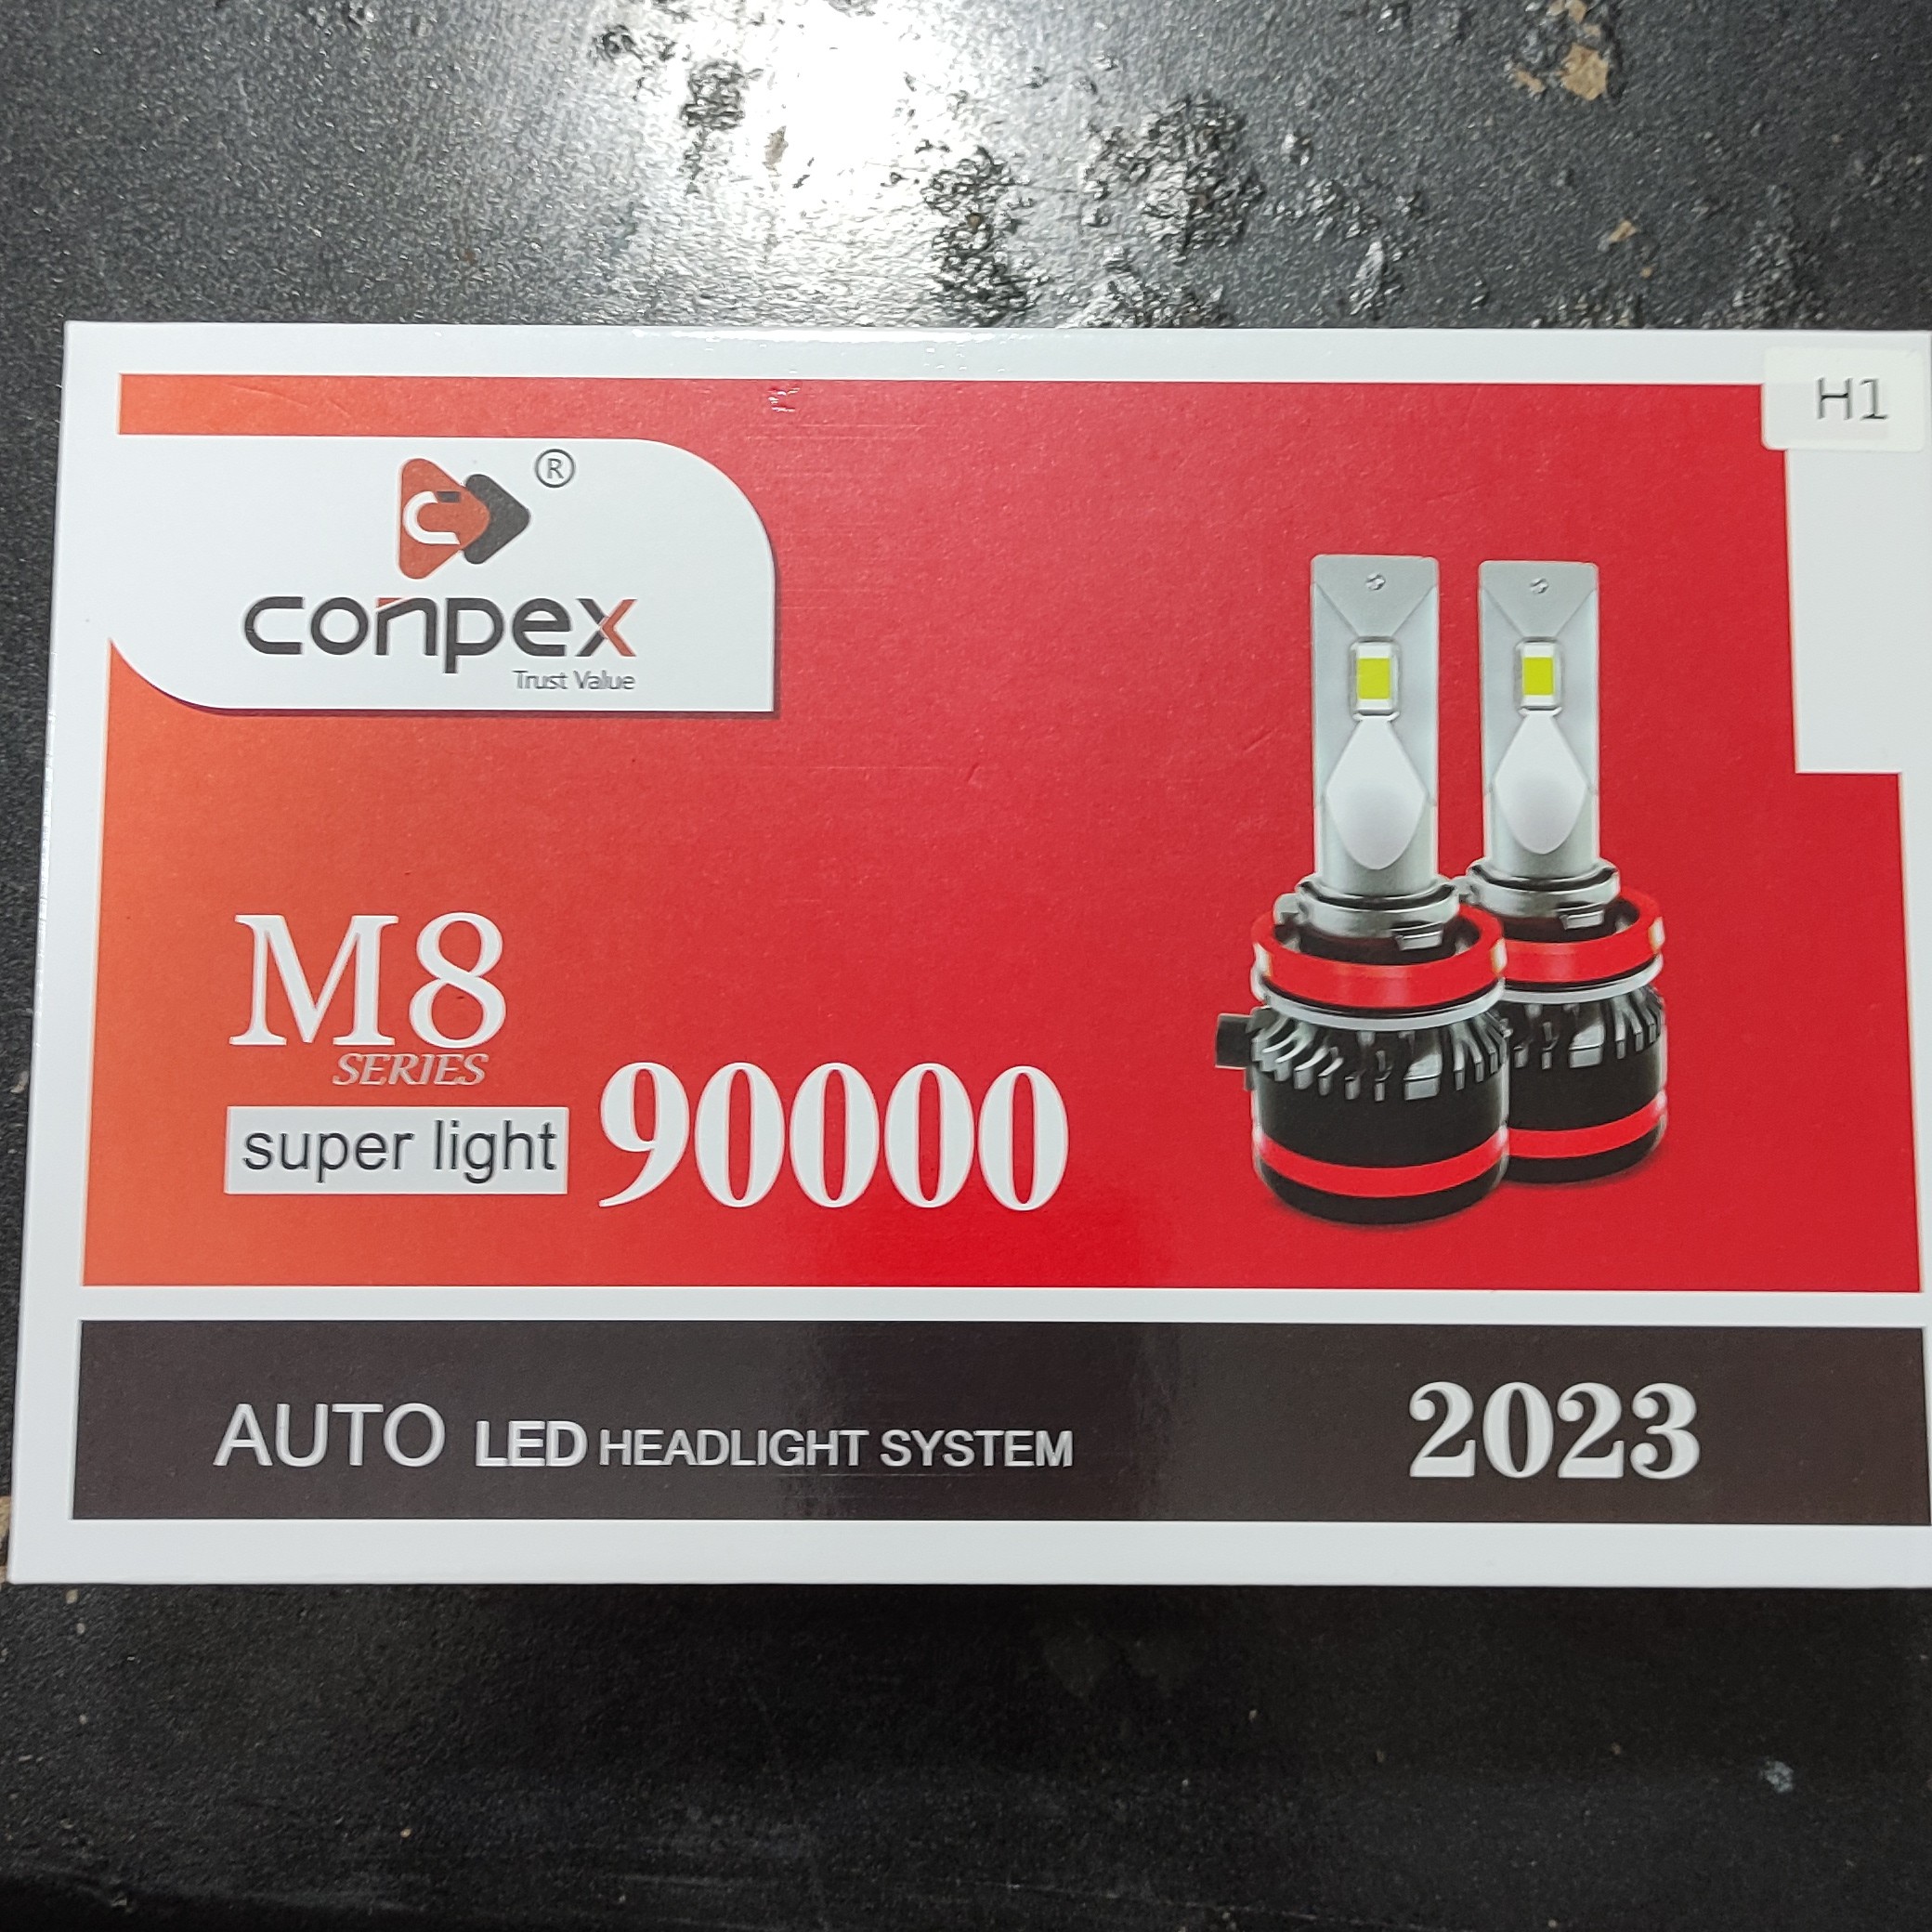 H1
®
conpex
Trust Value
M8
SERIES
super light 90000
AUTO LED HEADLIGHT SYSTEM 2023